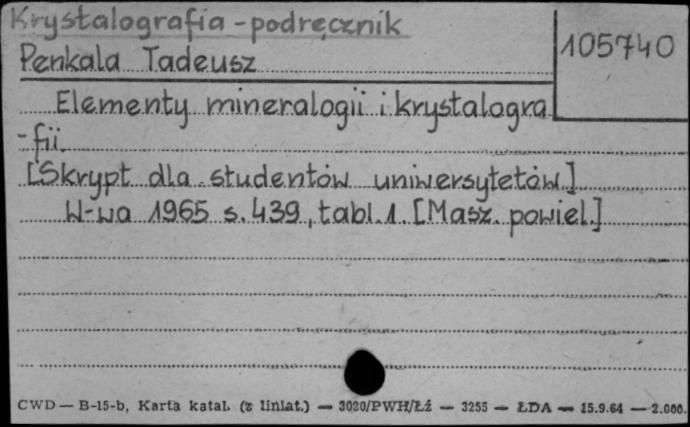 Krystalografia - podręcznik
105740
Penkala Tadeusz
Elementy mineralogii i krystalogra
-fii.
[Skrypt dla studentów uniwersytetów]
W-wa 1965 s. 439, tabl. 1. [Masz. powiel.]
CWD — B-15-b, Karta katal. (z liniat.) — 3020/PWH/Łź — 3255 — ŁDA — 15.9.64 — 2.000.